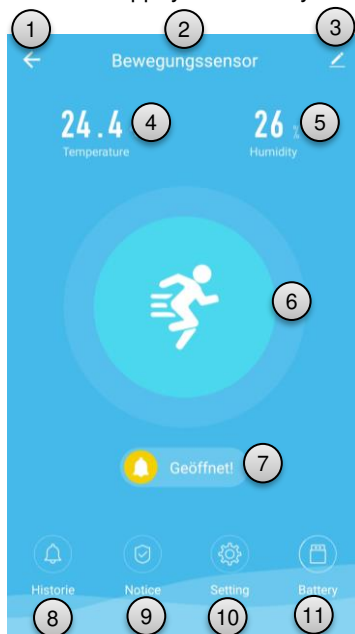 1 2 3
Bewegungssensor
24.4 4 26 % 5
Temperature Humidity
6
Geöffnet! 7
Historie Notice Setting Battery
8 9 10 11